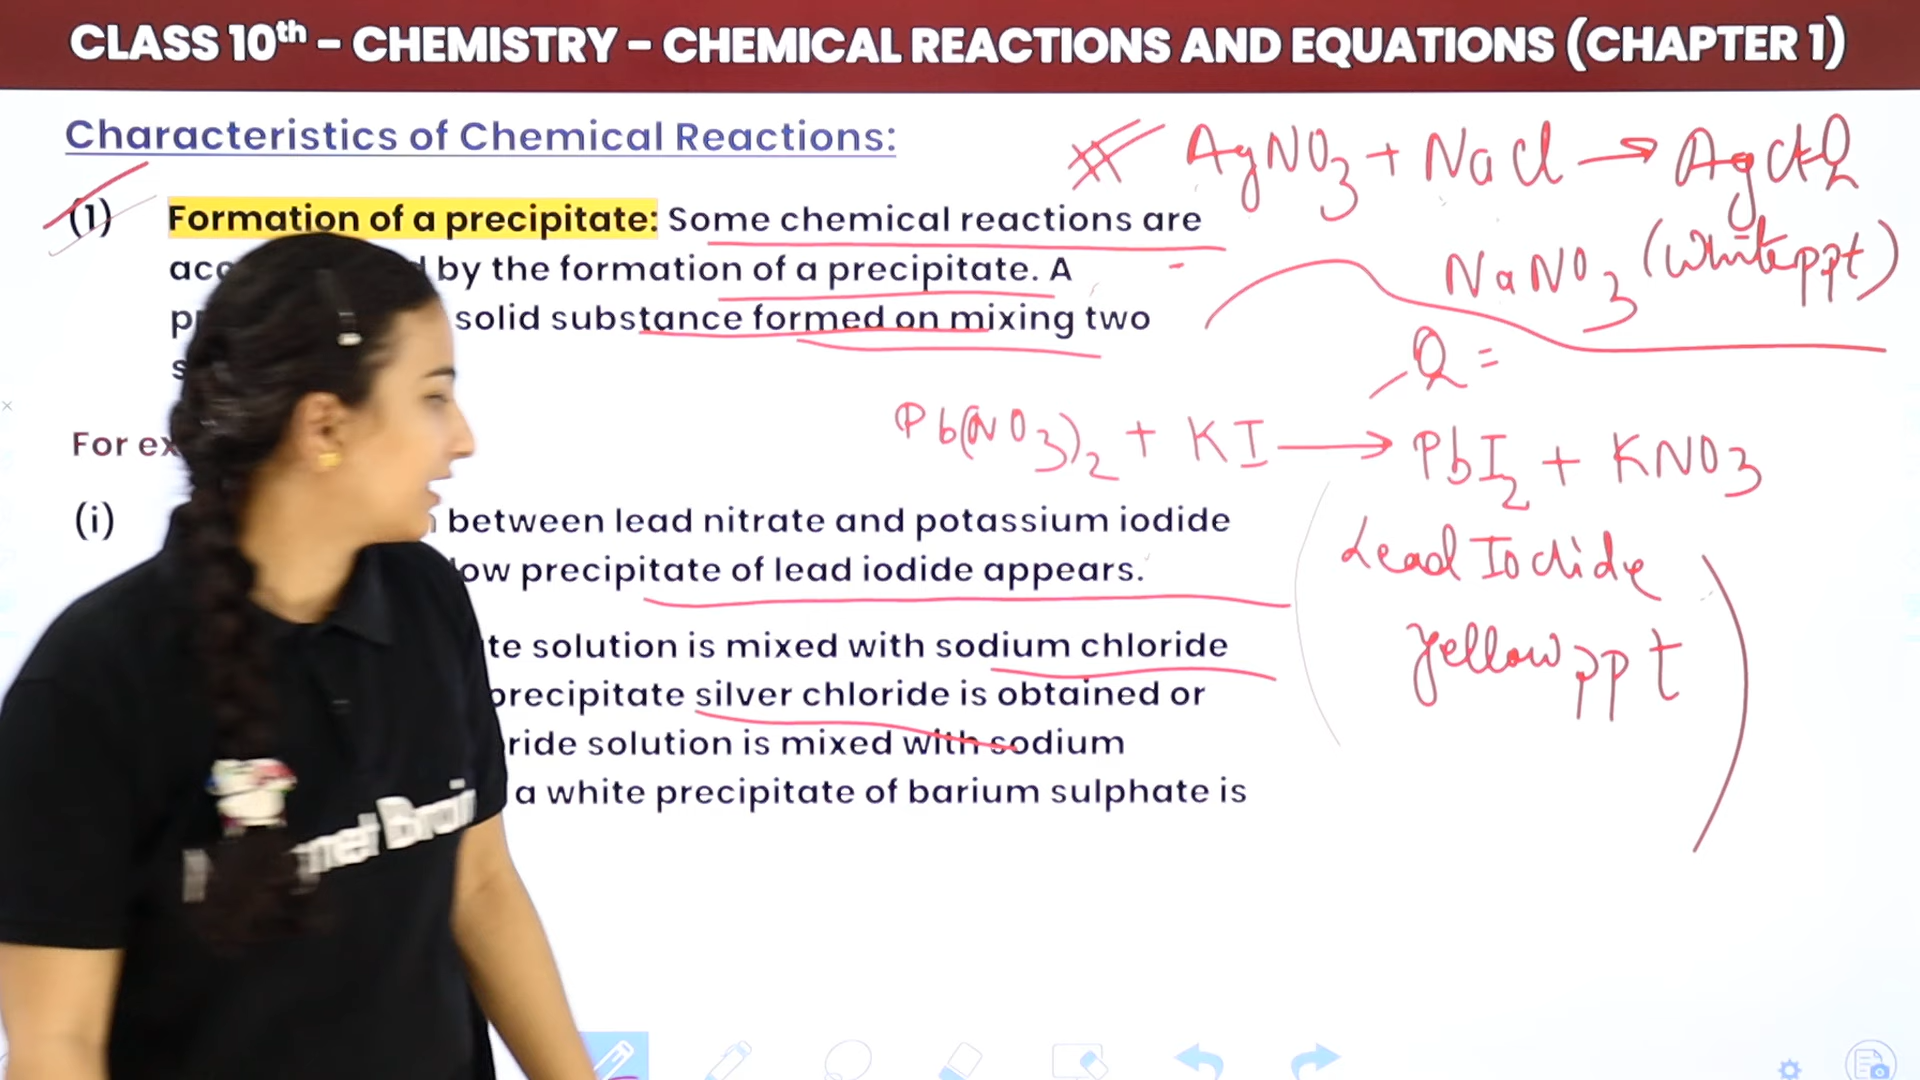 CLASS 10th - CHEMISTRY - CHEMICAL REACTIONS AND EQUATIONS (CHAPTER 1)
Characteristics of Chemical Reactions:
(1) Formation of a precipitate: Some chemical reactions are
by the formation of a precipitate. A
solid substance formed on mixing two
For ex
(i) between lead nitrate and potassium iodide
precipitate of lead iodide appears.
solution is mixed with sodium chloride
precipitate silver chloride is obtained or
solution is mixed with sodium
a white precipitate of barium sulphate is
AgNO3 + NaCl → AgCl
NaNO3 (White ppt)
Q =
Pb(NO3)2 + KI → PbI2 + KNO3
Lead Iodide
yellow ppt